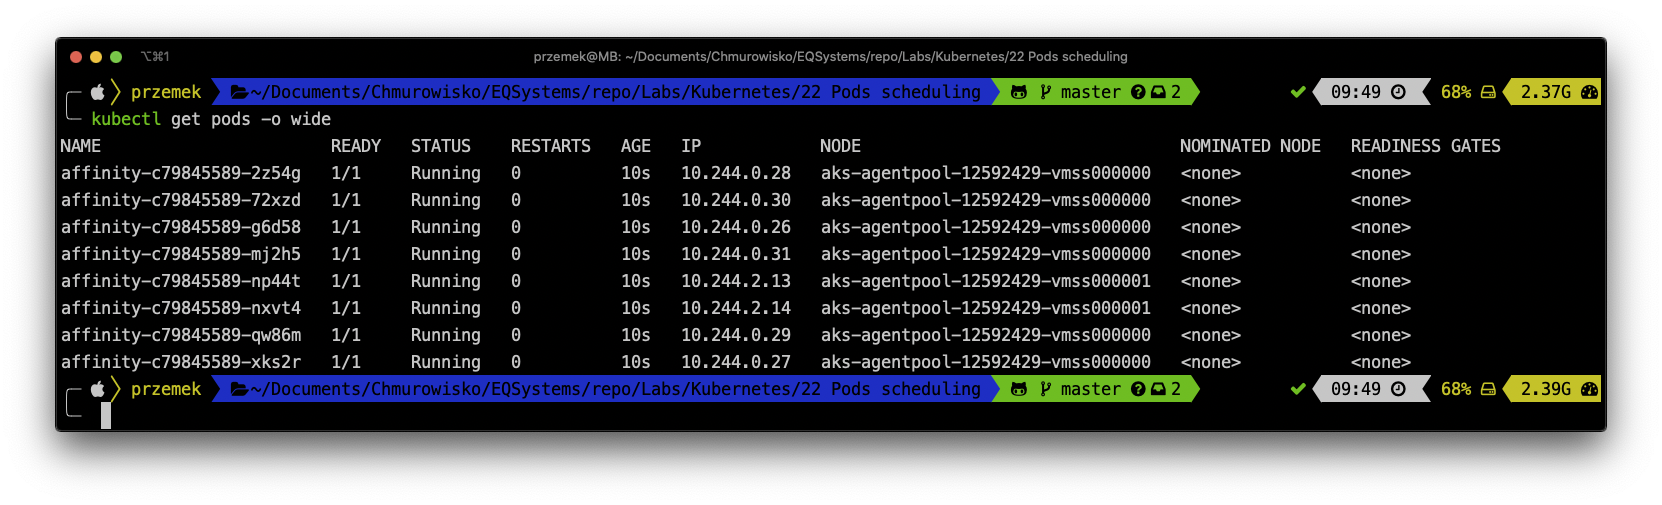 ⌥⌘1 przemek@MB: ~/Documents/Chmurowisko/EQSystems/repo/Labs/Kubernetes/22 Pods scheduling
przemek ~/Documents/Chmurowisko/EQSystems/repo/Labs/Kubernetes/22 Pods scheduling master ? 2 ✔ 09:49 68% 2.37G
kubectl get pods -o wide
NAME READY STATUS RESTARTS AGE IP NODE NOMINATED NODE READINESS GATES
affinity-c79845589-2z54g 1/1 Running 0 10s 10.244.0.28 aks-agentpool-12592429-vmss000000 <none> <none>
affinity-c79845589-72xzd 1/1 Running 0 10s 10.244.0.30 aks-agentpool-12592429-vmss000000 <none> <none>
affinity-c79845589-g6d58 1/1 Running 0 10s 10.244.0.26 aks-agentpool-12592429-vmss000000 <none> <none>
affinity-c79845589-mj2h5 1/1 Running 0 10s 10.244.0.31 aks-agentpool-12592429-vmss000000 <none> <none>
affinity-c79845589-np44t 1/1 Running 0 10s 10.244.2.13 aks-agentpool-12592429-vmss000001 <none> <none>
affinity-c79845589-nxvt4 1/1 Running 0 10s 10.244.2.14 aks-agentpool-12592429-vmss000001 <none> <none>
affinity-c79845589-qw86m 1/1 Running 0 10s 10.244.0.29 aks-agentpool-12592429-vmss000000 <none> <none>
affinity-c79845589-xks2r 1/1 Running 0 10s 10.244.0.27 aks-agentpool-12592429-vmss000000 <none> <none>
przemek ~/Documents/Chmurowisko/EQSystems/repo/Labs/Kubernetes/22 Pods scheduling master ? 2 ✔ 09:49 68% 2.39G